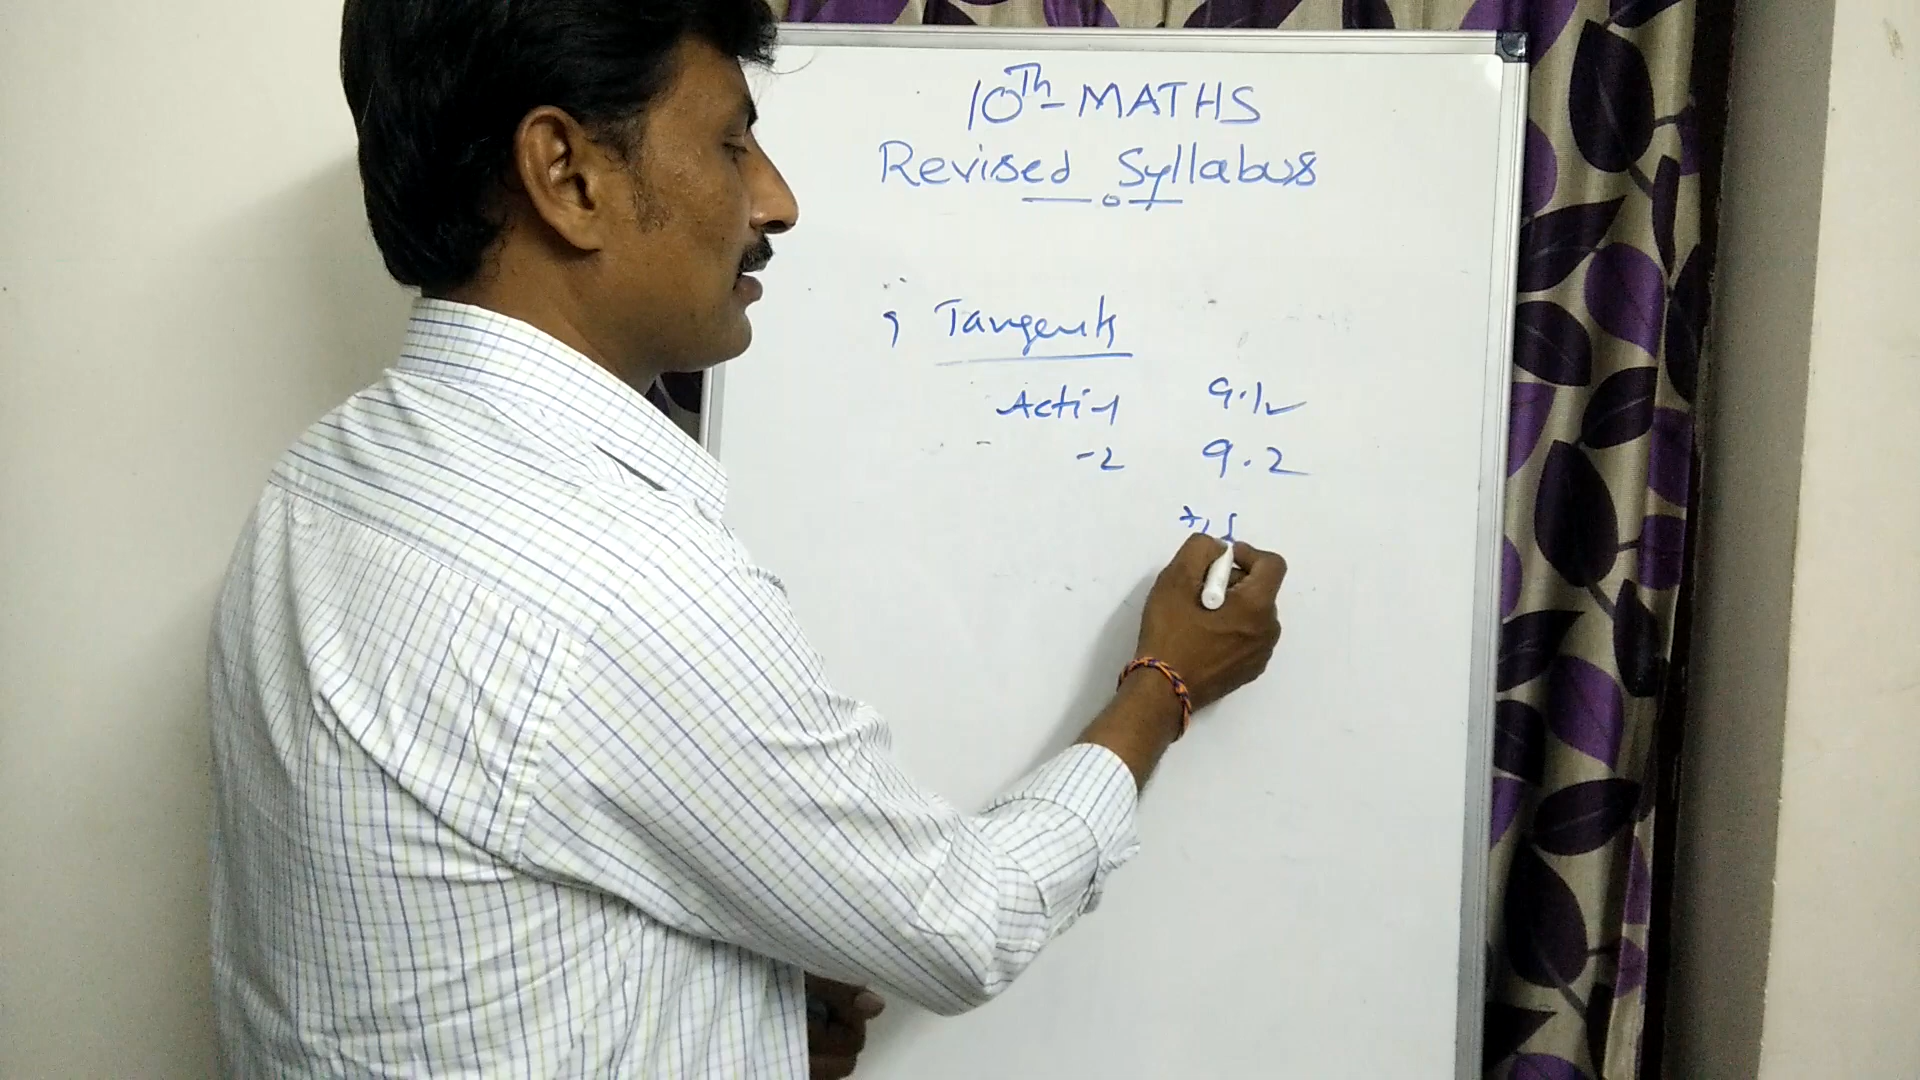 10Th-MATHS
Revised Syllabus
Tangents
Acti-1 9.1
-2 9.2